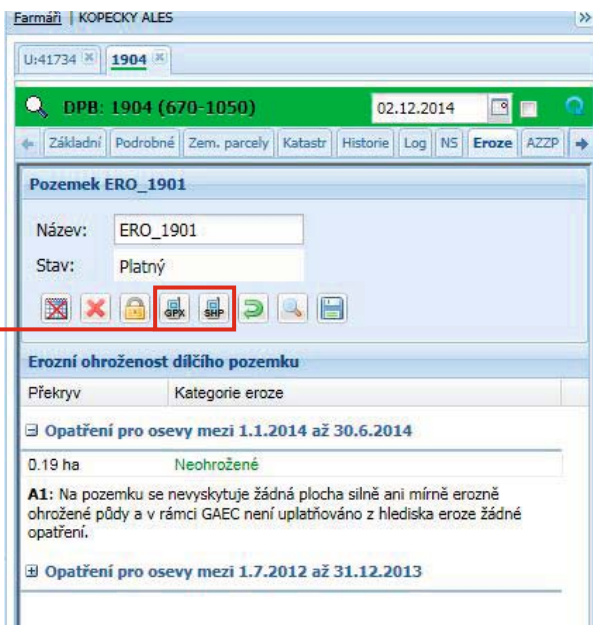 Farmáři | KOPECKY ALES
U:41734 1904
DPB: 1904 (670-1050) 02.12.2014
Základní Podrobné Zem. parcely Katastr Historie Log NS Eroze AZZP
Pozemek ERO_1901
Název: ERO_1901
Stav: Platný
GPX SHP
Erozní ohroženost dílčího pozemku
Překryv Kategorie eroze
Opatření pro osevy mezi 1.1.2014 až 30.6.2014
0.19 ha Neohrožené
A1: Na pozemku se nevyskytuje žádná plocha silně ani mírně erozně
ohrožené půdy a v rámci GAEC není uplatňováno z hlediska eroze žádné
opatření.
Opatření pro osevy mezi 1.7.2012 až 31.12.2013